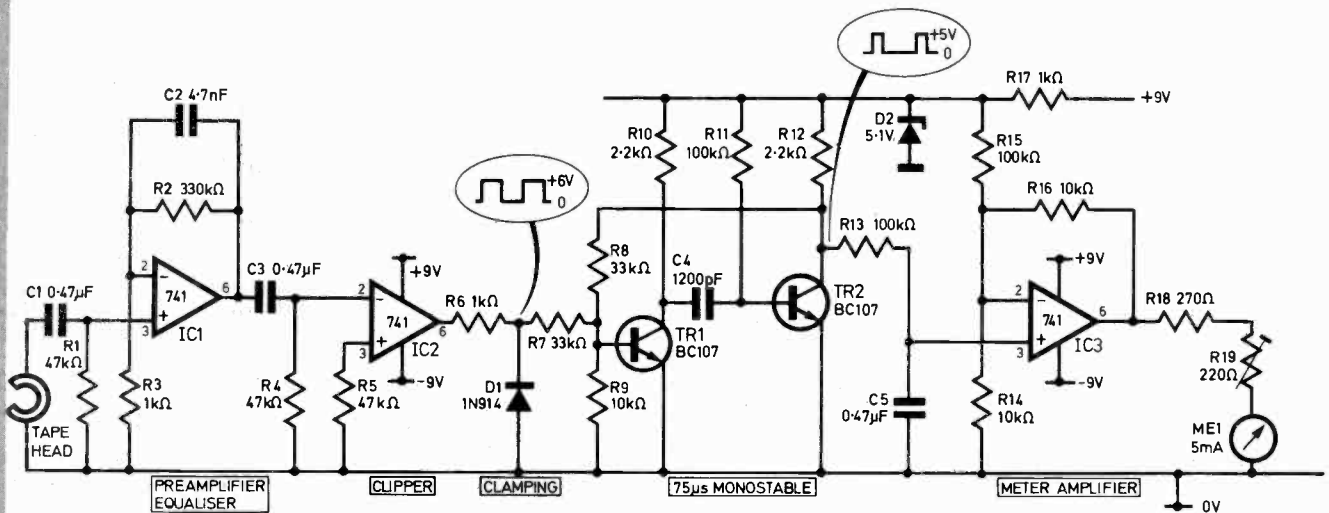 C2 4·7nF
R2 330kΩ
2
−
741
6
+
3
IC1
C1 0·47µF
R1
47kΩ
R3
1kΩ
TAPE
HEAD
C3 0·47µF
R4
47kΩ
+9V
2
−
741
6
+
3
IC2
-9V
R5
47kΩ
R6 1kΩ
+6V
0
D1
1N914
R7 33kΩ
R8
33kΩ
R9
10kΩ
R10
2·2kΩ
C4
1200pF
TR1
BC107
R11
100kΩ
R12
2·2kΩ
TR2
BC107
+5V
0
R13
100kΩ
C5
0·47µF
D2
5·1V
R17 1kΩ
+9V
R15
100kΩ
R16 10kΩ
+9V
2
−
741
6
+
3
IC3
-9V
R14
10kΩ
R18 270Ω
R19
220Ω
ME1
5mA
PREAMPLIFIER
EQUALISER
CLIPPER
CLAMPING
75µs MONOSTABLE
METER AMPLIFIER
0V